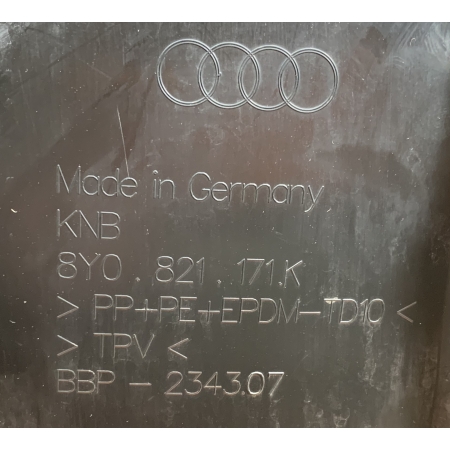 Made in Germany
KNB
8Y0 . 821 . 171.K
> PP+PE+EPDM-TD10 <
> TPV <
BBP - 2343.07